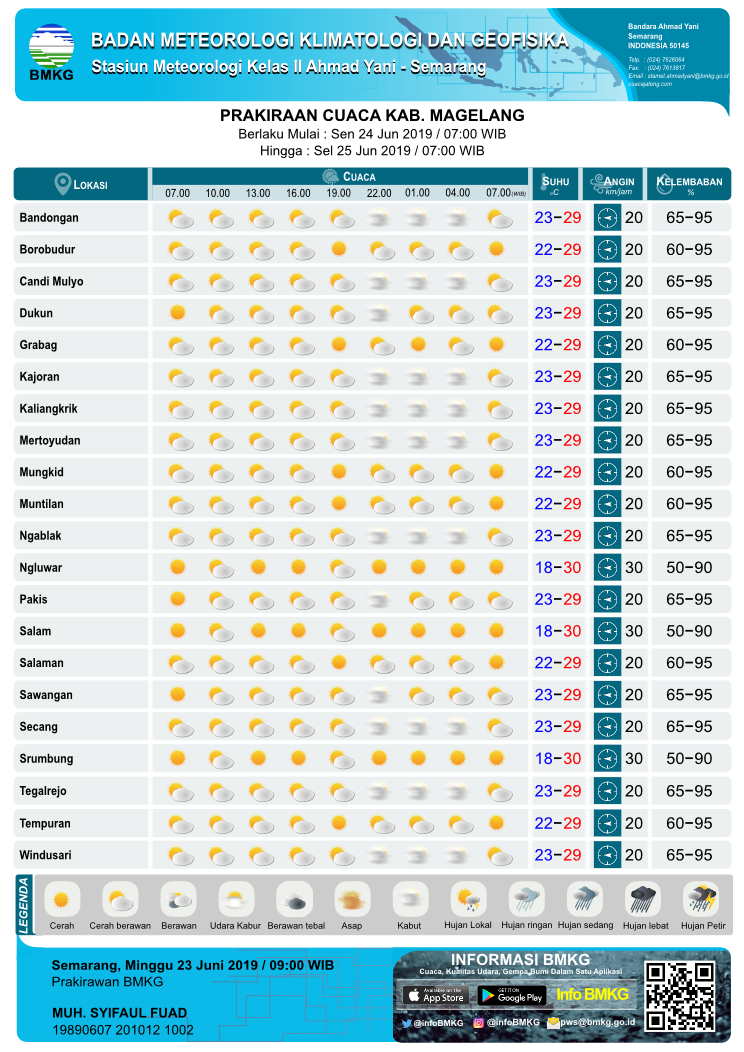 BMKG
BADAN METEOROLOGI KLIMATOLOGI DAN GEOFISIKA
Stasiun Meteorologi Kelas II Ahmad Yani - Semarang
Bandara Ahmad Yani
Semarang
INDONESIA 50145
Telp. : (024) 7626064
Fax. : (024) 7613817
Email : stamet.ahmadyani@bmkg.go.id
cuacajateng.com
PRAKIRAAN CUACA KAB. MAGELANG
Berlaku Mulai : Sen 24 Jun 2019 / 07:00 WIB
Hingga : Sel 25 Jun 2019 / 07:00 WIB
LOKASI CUACA SUHU ANGIN KELEMBABAN
07.00 10.00 13.00 16.00 19.00 22.00 01.00 04.00 07.00 (WIB) oC km/jam %
Bandongan 23-29 20 65-95
Borobudur 22-29 20 60-95
Candi Mulyo 23-29 20 65-95
Dukun 23-29 20 65-95
Grabag 22-29 20 60-95
Kajoran 23-29 20 65-95
Kaliangkrik 23-29 20 65-95
Mertoyudan 23-29 20 65-95
Mungkid 22-29 20 60-95
Muntilan 22-29 20 60-95
Ngablak 23-29 20 65-95
Ngluwar 18-30 30 50-90
Pakis 23-29 20 65-95
Salam 18-30 30 50-90
Salaman 22-29 20 60-95
Sawangan 23-29 20 65-95
Secang 23-29 20 65-95
Srumbung 18-30 30 50-90
Tegalrejo 23-29 20 65-95
Tempuran 22-29 20 60-95
Windusari 23-29 20 65-95
LEGENDA
Cerah Cerah berawan Berawan Udara Kabur Berawan tebal Asap Kabut Hujan Lokal Hujan ringan Hujan sedang Hujan lebat Hujan Petir
Semarang, Minggu 23 Juni 2019 / 09:00 WIB
Prakirawan BMKG
MUH. SYIFAUL FUAD
19890607 201012 1002
INFORMASI BMKG
Cuaca, Kualitas Udara, Gempa Bumi Dalam Satu Aplikasi
Available on the App Store GET IT ON Google Play Info BMKG
@infoBMKG @infoBMKG pws@bmkg.go.id